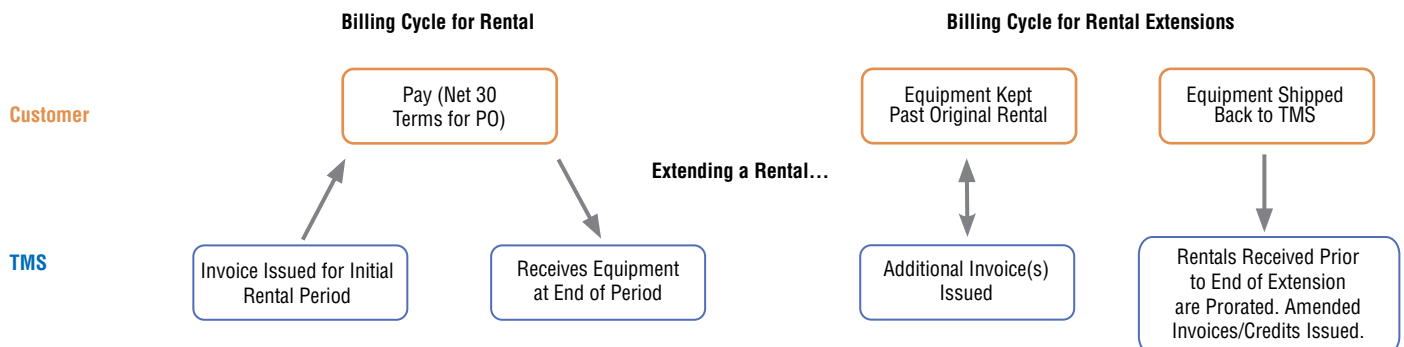 Billing Cycle for Rental
Billing Cycle for Rental Extensions
Customer
Pay (Net 30
Terms for PO)
Equipment Kept
Past Original Rental
Equipment Shipped
Back to TMS
Extending a Rental…
TMS
Invoice Issued for Initial
Rental Period
Receives Equipment
at End of Period
Additional Invoice(s)
Issued
Rentals Received Prior
to End of Extension
are Prorated. Amended
Invoices/Credits Issued.